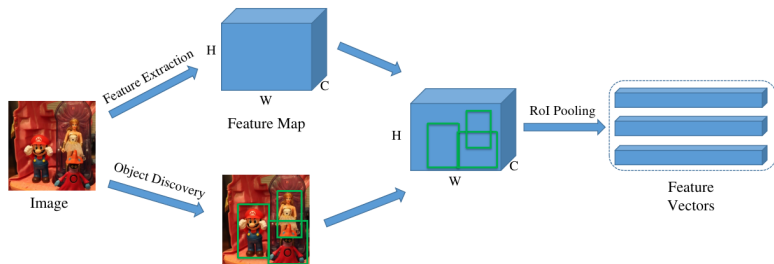 Image
Feature Extraction
Object Discovery
H
W
C
Feature Map
H
W
C
RoI Pooling
Feature
Vectors